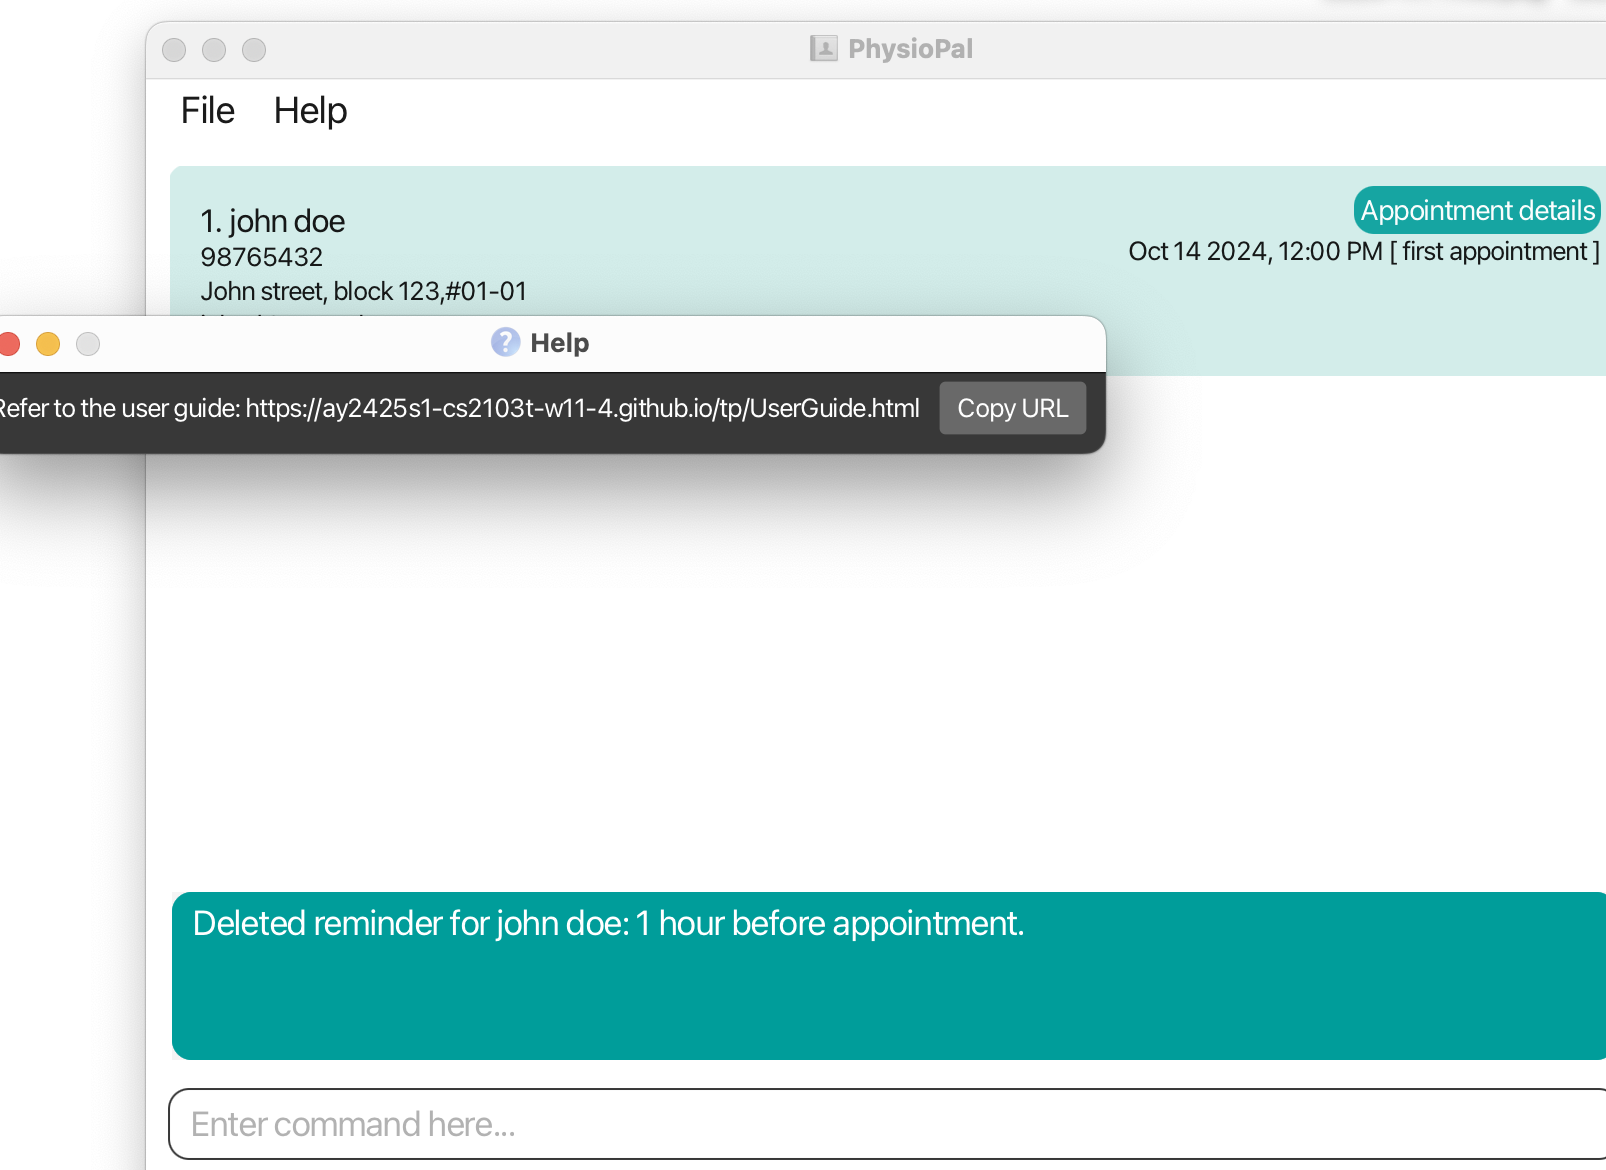 PhysioPal
File Help
1. john doe
Appointment details
98765432
Oct 14 2024, 12:00 PM [ first appointment ]
John street, block 123,#01-01
Help
Refer to the user guide: https://ay2425s1-cs2103t-w11-4.github.io/tp/UserGuide.html
Copy URL
Deleted reminder for john doe: 1 hour before appointment.
Enter command here...